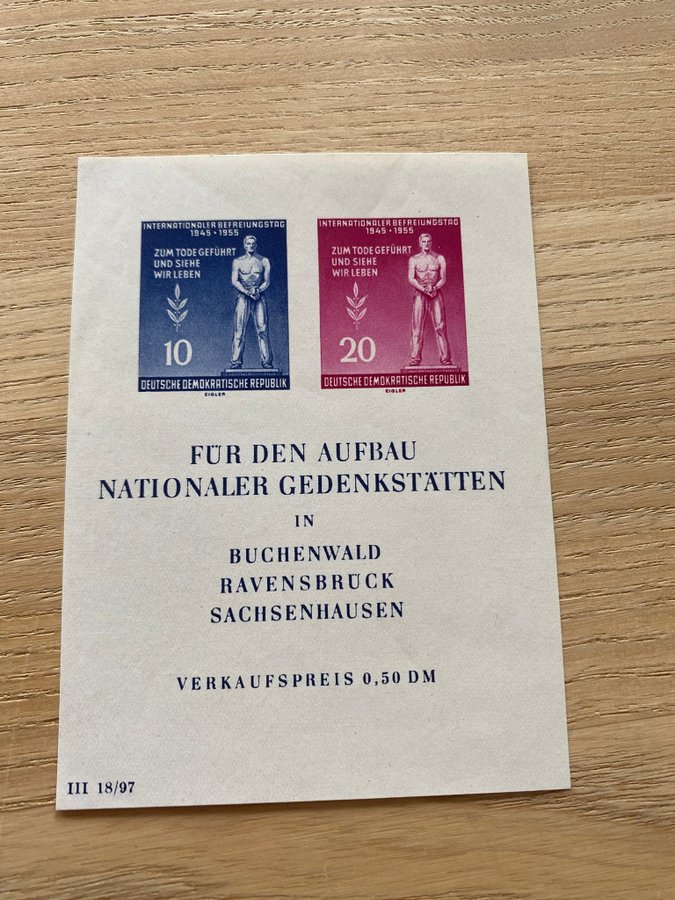 INTERNATIONALER BEFREIUNGSTAG
1945 • 1955
ZUM TODE GEFÜHRT
UND SIEHE
WIR LEBEN
10
DEUTSCHE DEMOKRATISCHE REPUBLIK
EIGLER
INTERNATIONALER BEFREIUNGSTAG
1945 • 1955
ZUM TODE GEFÜHRT
UND SIEHE
WIR LEBEN
20
DEUTSCHE DEMOKRATISCHE REPUBLIK
EIGLER
FÜR DEN AUFBAU
NATIONALER GEDENKSTÄTTEN
IN
BUCHENWALD
RAVENSBRÜCK
SACHSENHAUSEN
VERKAUFSPREIS 0,50 DM
III 18/97